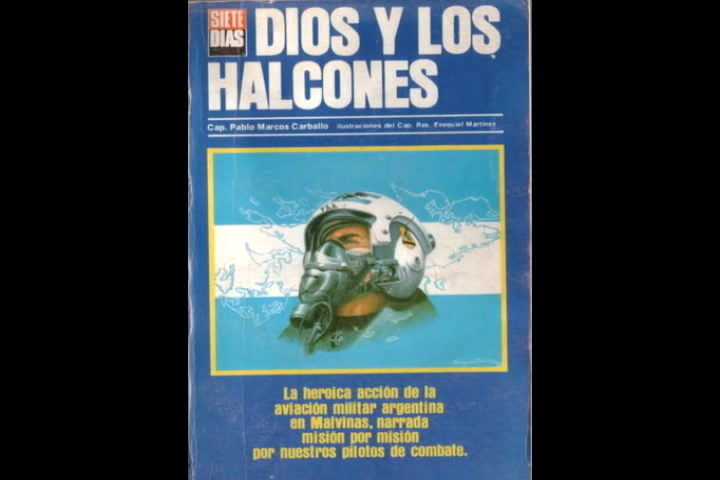 SIETE
DIAS
DIOS Y LOS
HALCONES
Cap. Pablo Marcos Carballo ilustraciones del Cap. Res. Exequiel Martínez
La heroica acción de la
aviación militar argentina
en Malvinas, narrada
misión por misión
por nuestros pilotos de combate.